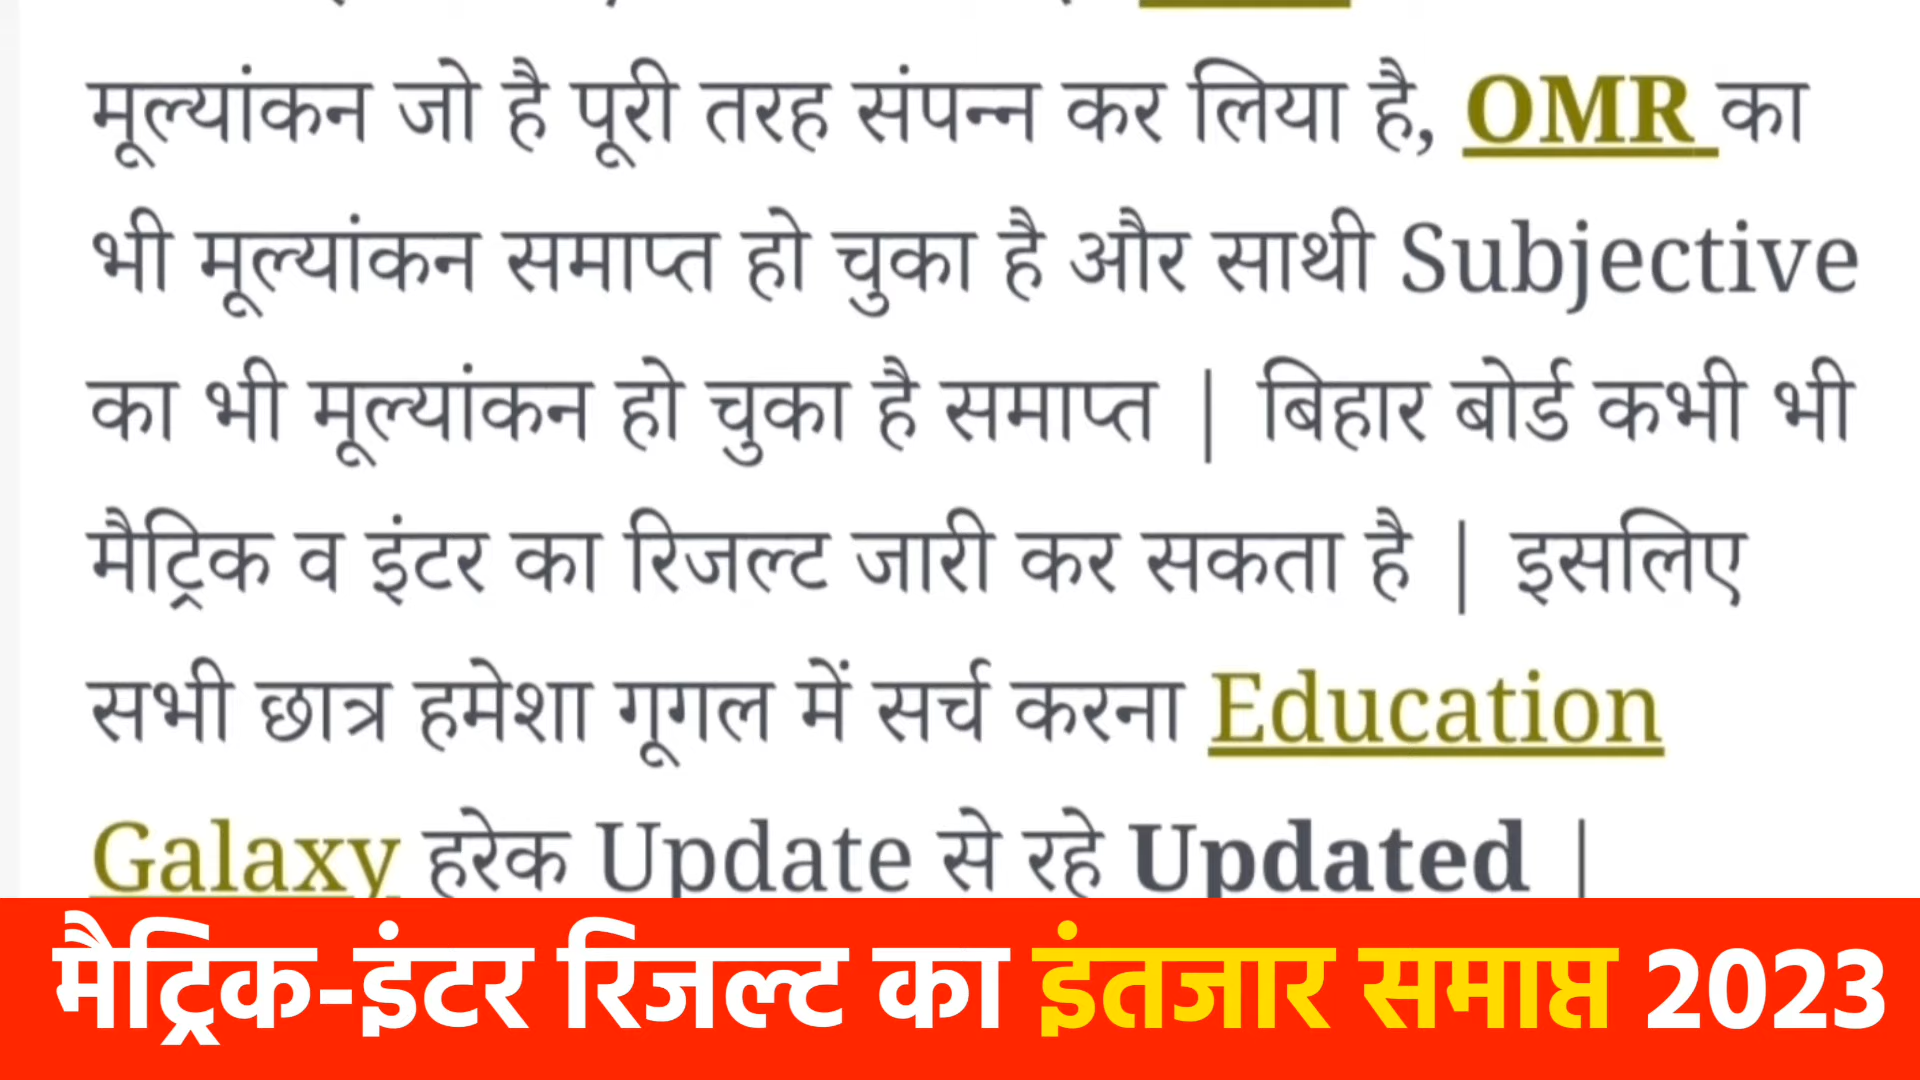 मूल्यांकन जो है पूरी तरह संपन्न कर लिया है, OMR का
भी मूल्यांकन समाप्त हो चुका है और साथी Subjective
का भी मूल्यांकन हो चुका है समाप्त | बिहार बोर्ड कभी भी
मैट्रिक व इंटर का रिजल्ट जारी कर सकता है | इसलिए
सभी छात्र हमेशा गूगल में सर्च करना Education
Galaxy हरेक Update से रहे Updated |
मैट्रिक-इंटर रिजल्ट का इंतजार समाप्त 2023